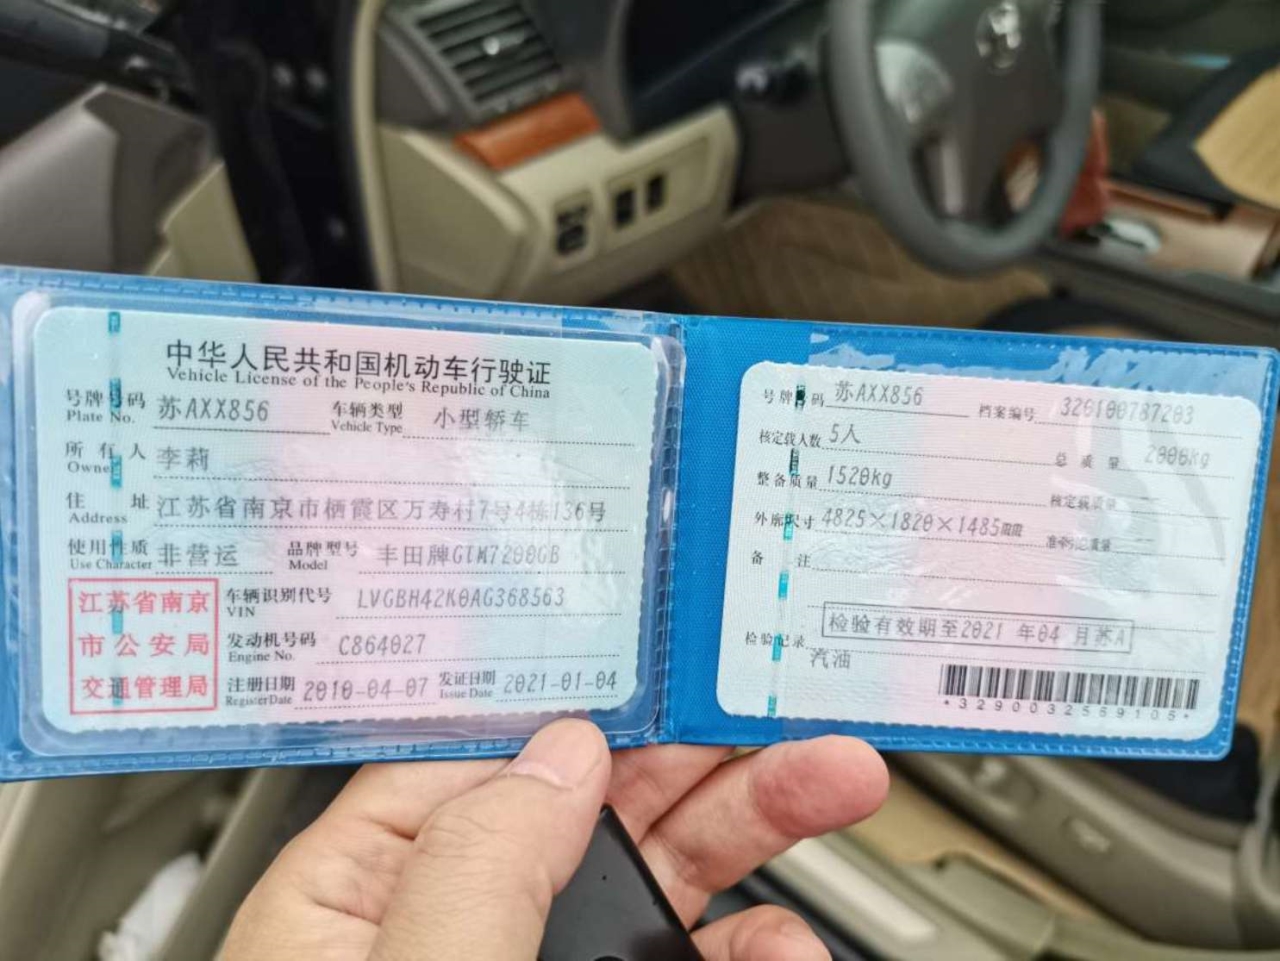 中华人民共和国机动车行驶证
Vehicle License of the People's Republic of China
号牌号码 苏AXX856 车辆类型 小型轿车
Plate No. Vehicle Type
所有人 李莉
Owner
住址 江苏省南京市栖霞区万寿村7号4栋136号
Address
使用性质 非营运 品牌型号 丰田牌GTM7200GB
Use Character Model
江苏省南京
市公安局
交通管理局
车辆识别代号 LVGBH42K0AG368563
VIN
发动机号码 C864027
Engine No.
注册日期 2010-04-07 发证日期 2021-01-04
Register Date Issue Date
号牌号码 苏AXX856 档案编号 320100787203
核定载人数 5人 总质量 2000kg
整备质量 1520kg 核定载质量 --
外廓尺寸 4825×1820×1485mm 准牵引总质量 --
备注
检验有效期至2021年04月苏A
检验记录
汽油
*3290032569105*